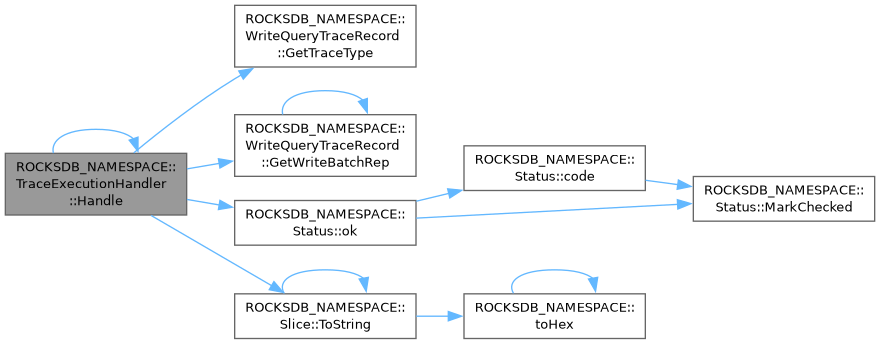 ROCKSDB_NAMESPACE::
WriteQueryTraceRecord
::GetTraceType
ROCKSDB_NAMESPACE::
WriteQueryTraceRecord
::GetWriteBatchRep
ROCKSDB_NAMESPACE::
TraceExecutionHandler
::Handle
ROCKSDB_NAMESPACE::
Status::ok
ROCKSDB_NAMESPACE::
Status::code
ROCKSDB_NAMESPACE::
Status::MarkChecked
ROCKSDB_NAMESPACE::
Slice::ToString
ROCKSDB_NAMESPACE::
toHex